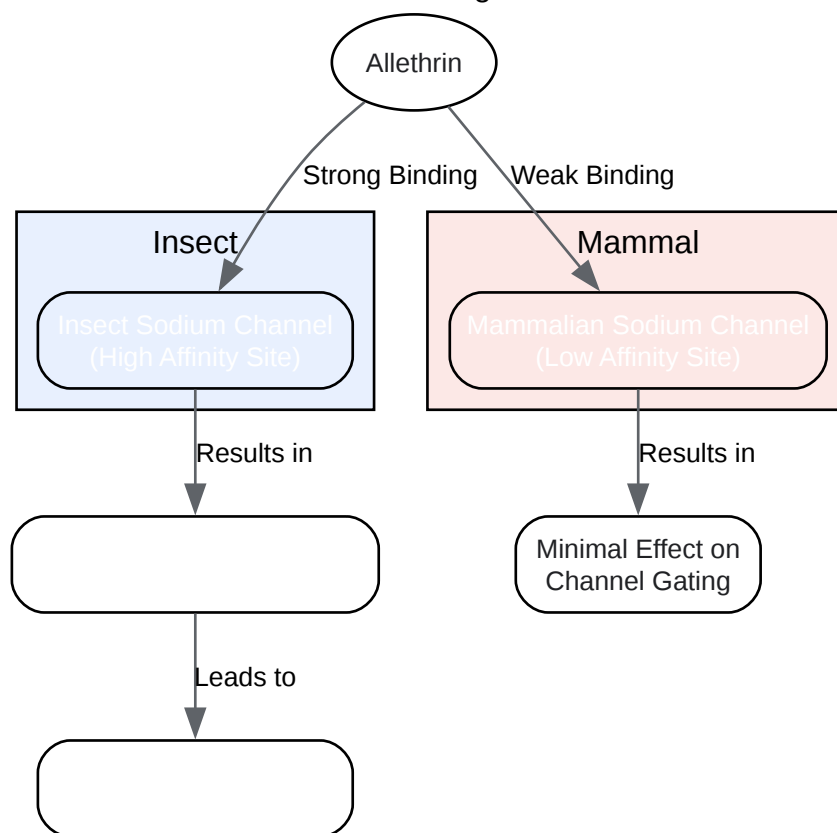 Allethrin
Strong Binding
Weak Binding
Insect
Mammal
Insect Sodium Channel
(High Affinity Site)
Mammalian Sodium Channel
(Low Affinity Site)
Results in
Results in
Minimal Effect on
Channel Gating
Leads to